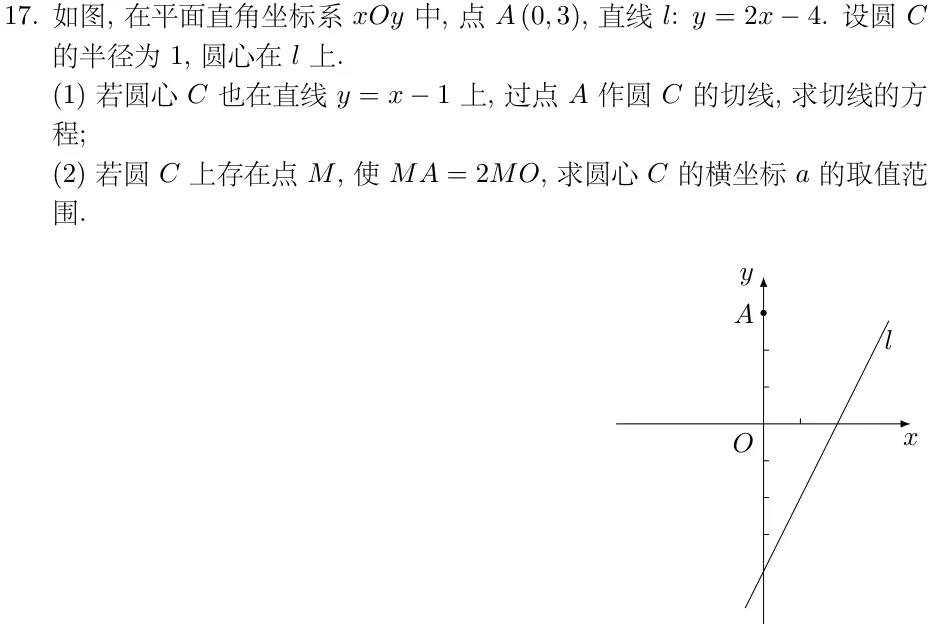 17. 如图, 在平面直角坐标系 xOy 中, 点 A (0, 3), 直线 l: y = 2x − 4. 设圆 C
的半径为 1, 圆心在 l 上.
(1) 若圆心 C 也在直线 y = x − 1 上, 过点 A 作圆 C 的切线, 求切线的方
程;
(2) 若圆 C 上存在点 M, 使 MA = 2MO, 求圆心 C 的横坐标 a 的取值范
围.
y
A
l
O
x